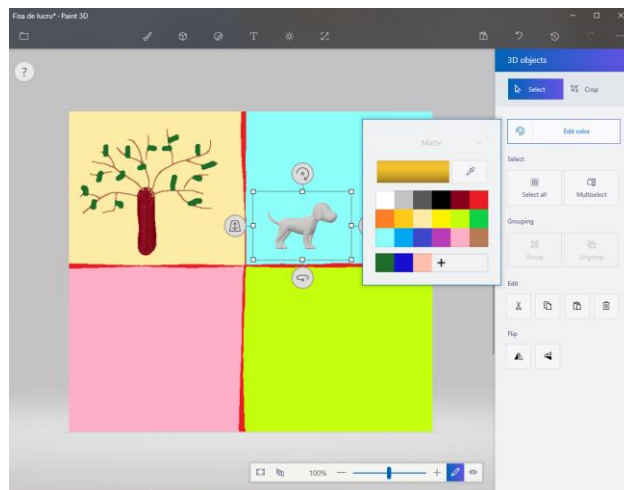 Fisa de lucru* - Paint 3D
3D objects
Select
Crop
Matte
Edit color
Select
Select all
Multiselect
Grouping
Group
Ungroup
Edit
Flip
100%